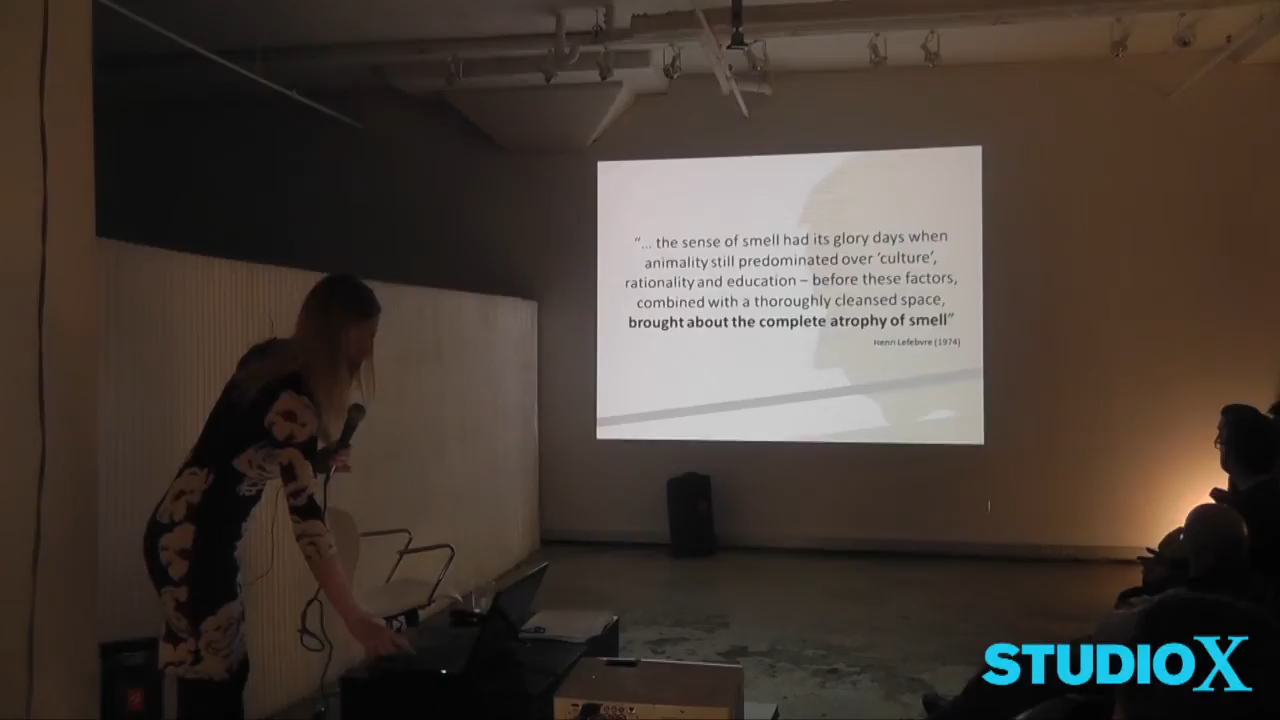 "... the sense of smell had its glory days when
animality still predominated over 'culture',
rationality and education – before these factors,
combined with a thoroughly cleansed space,
brought about the complete atrophy of smell"
Henri Lefebvre (1974)
STUDIOX